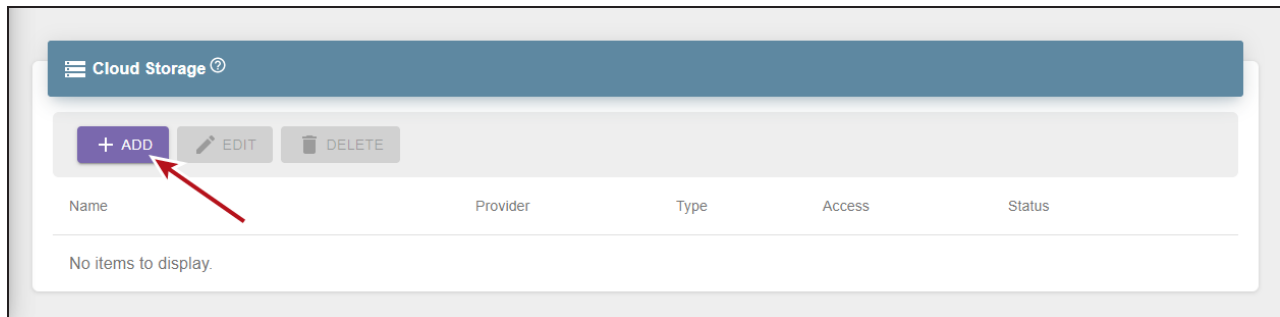 Cloud Storage ?
+ ADD EDIT DELETE
Name Provider Type Access Status
No items to display.